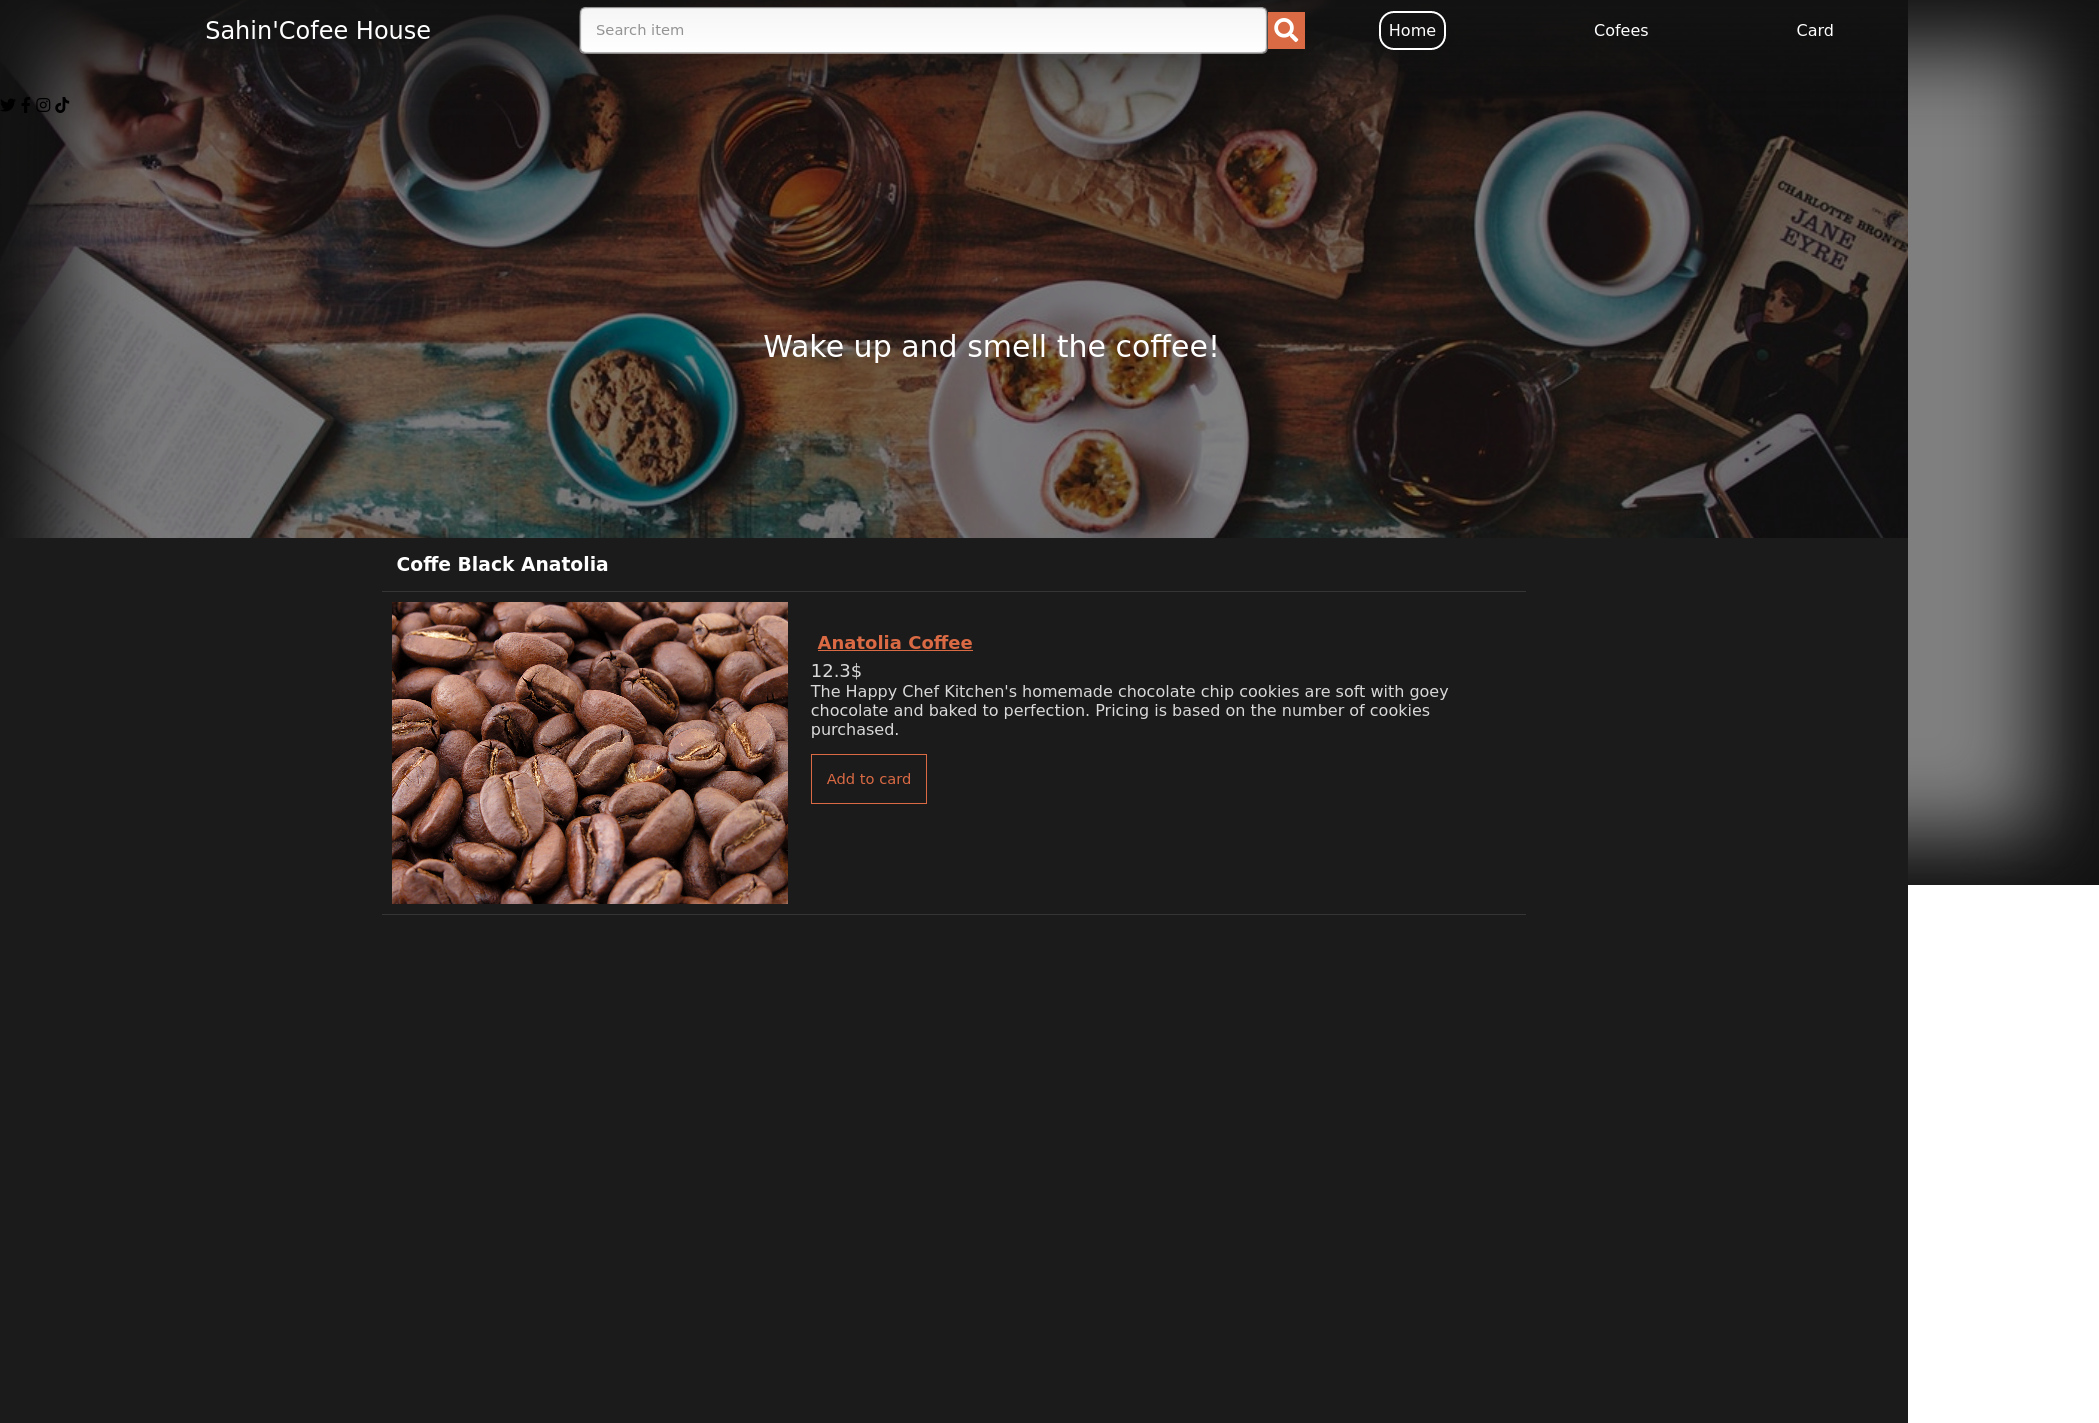 Sahin'Cofee House
Search item
Home
Cofees
Card
CHARLOTTE BRONTE
JANE
EYRE
Wake up and smell the coffee!
Coffe Black Anatolia
Anatolia Coffee
12.3$
The Happy Chef Kitchen's homemade chocolate chip cookies are soft with goey
chocolate and baked to perfection. Pricing is based on the number of cookies
purchased.
Add to card